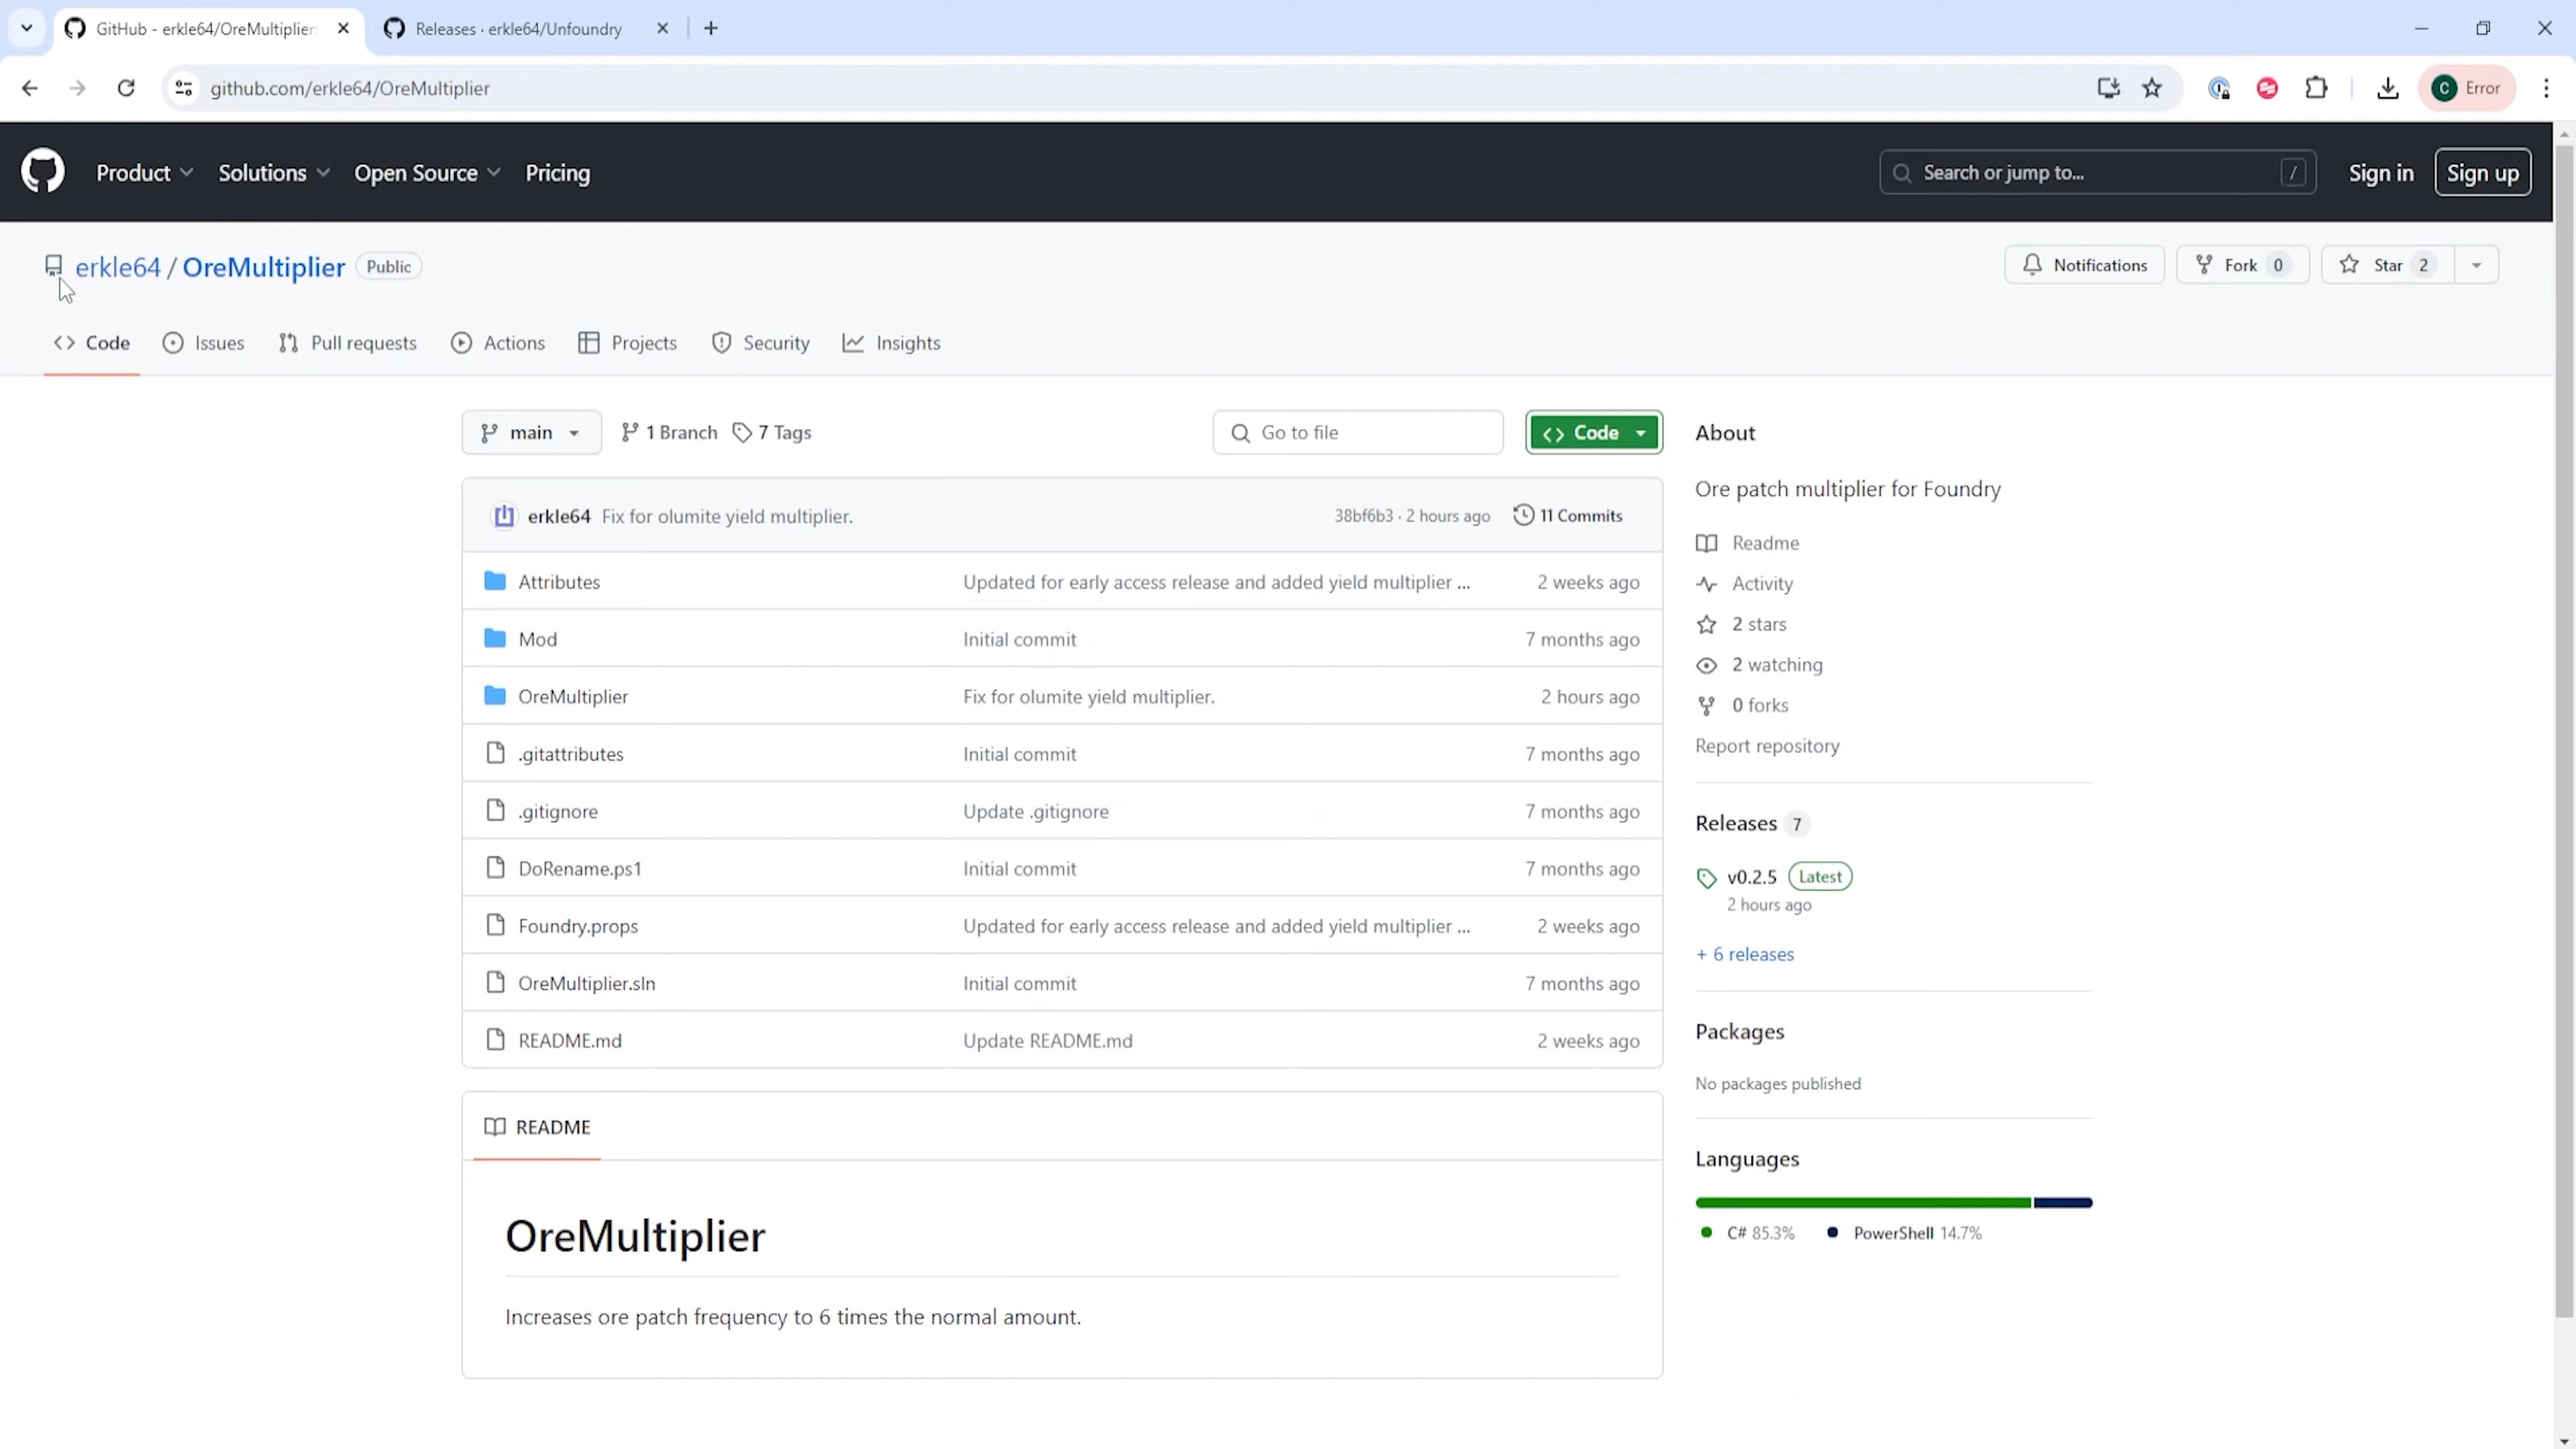 GitHub - erkle64/OreMultiplier: Releases · erkle64/Unfoundry
github.com/erkle64/OreMultiplier C Error
Product Solutions Open Source Pricing Search or jump to... / Sign in Sign up
erkle64 / OreMultiplier Public Notifications Fork 0 Star 2
Code Issues Pull requests Actions Projects Security Insights
main 1 Branch 7 Tags Go to file Code
erkle64 Fix for olumite yield multiplier. 38bf6b3 · 2 hours ago 11 Commits
Attributes Updated for early access release and added yield multiplier ... 2 weeks ago
Mod Initial commit 7 months ago
OreMultiplier Fix for olumite yield multiplier. 2 hours ago
.gitattributes Initial commit 7 months ago
.gitignore Update .gitignore 7 months ago
DoRename.ps1 Initial commit 7 months ago
Foundry.props Updated for early access release and added yield multiplier ... 2 weeks ago
OreMultiplier.sln Initial commit 7 months ago
README.md Update README.md 2 weeks ago
README
OreMultiplier
Increases ore patch frequency to 6 times the normal amount.
About
Ore patch multiplier for Foundry
Readme
Activity
2 stars
2 watching
0 forks
Report repository
Releases 7
v0.2.5 Latest
2 hours ago
+ 6 releases
Packages
No packages published
Languages
C# 85.3% PowerShell 14.7%